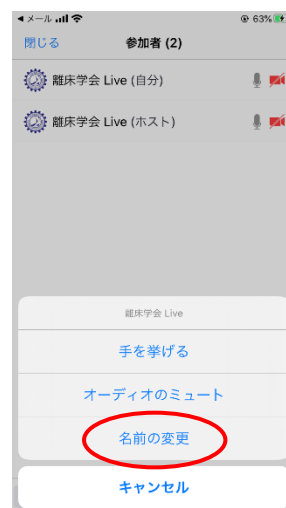 メール 63%
閉じる 参加者 (2)
離床学会 Live (自分)
離床学会 Live (ホスト)
離床学会 Live
手を挙げる
オーディオのミュート
名前の変更
キャンセル